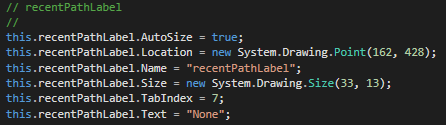 // recentPathLabel
//
this.recentPathLabel.AutoSize = true;
this.recentPathLabel.Location = new System.Drawing.Point(162, 428);
this.recentPathLabel.Name = "recentPathLabel";
this.recentPathLabel.Size = new System.Drawing.Size(33, 13);
this.recentPathLabel.TabIndex = 7;
this.recentPathLabel.Text = "None";